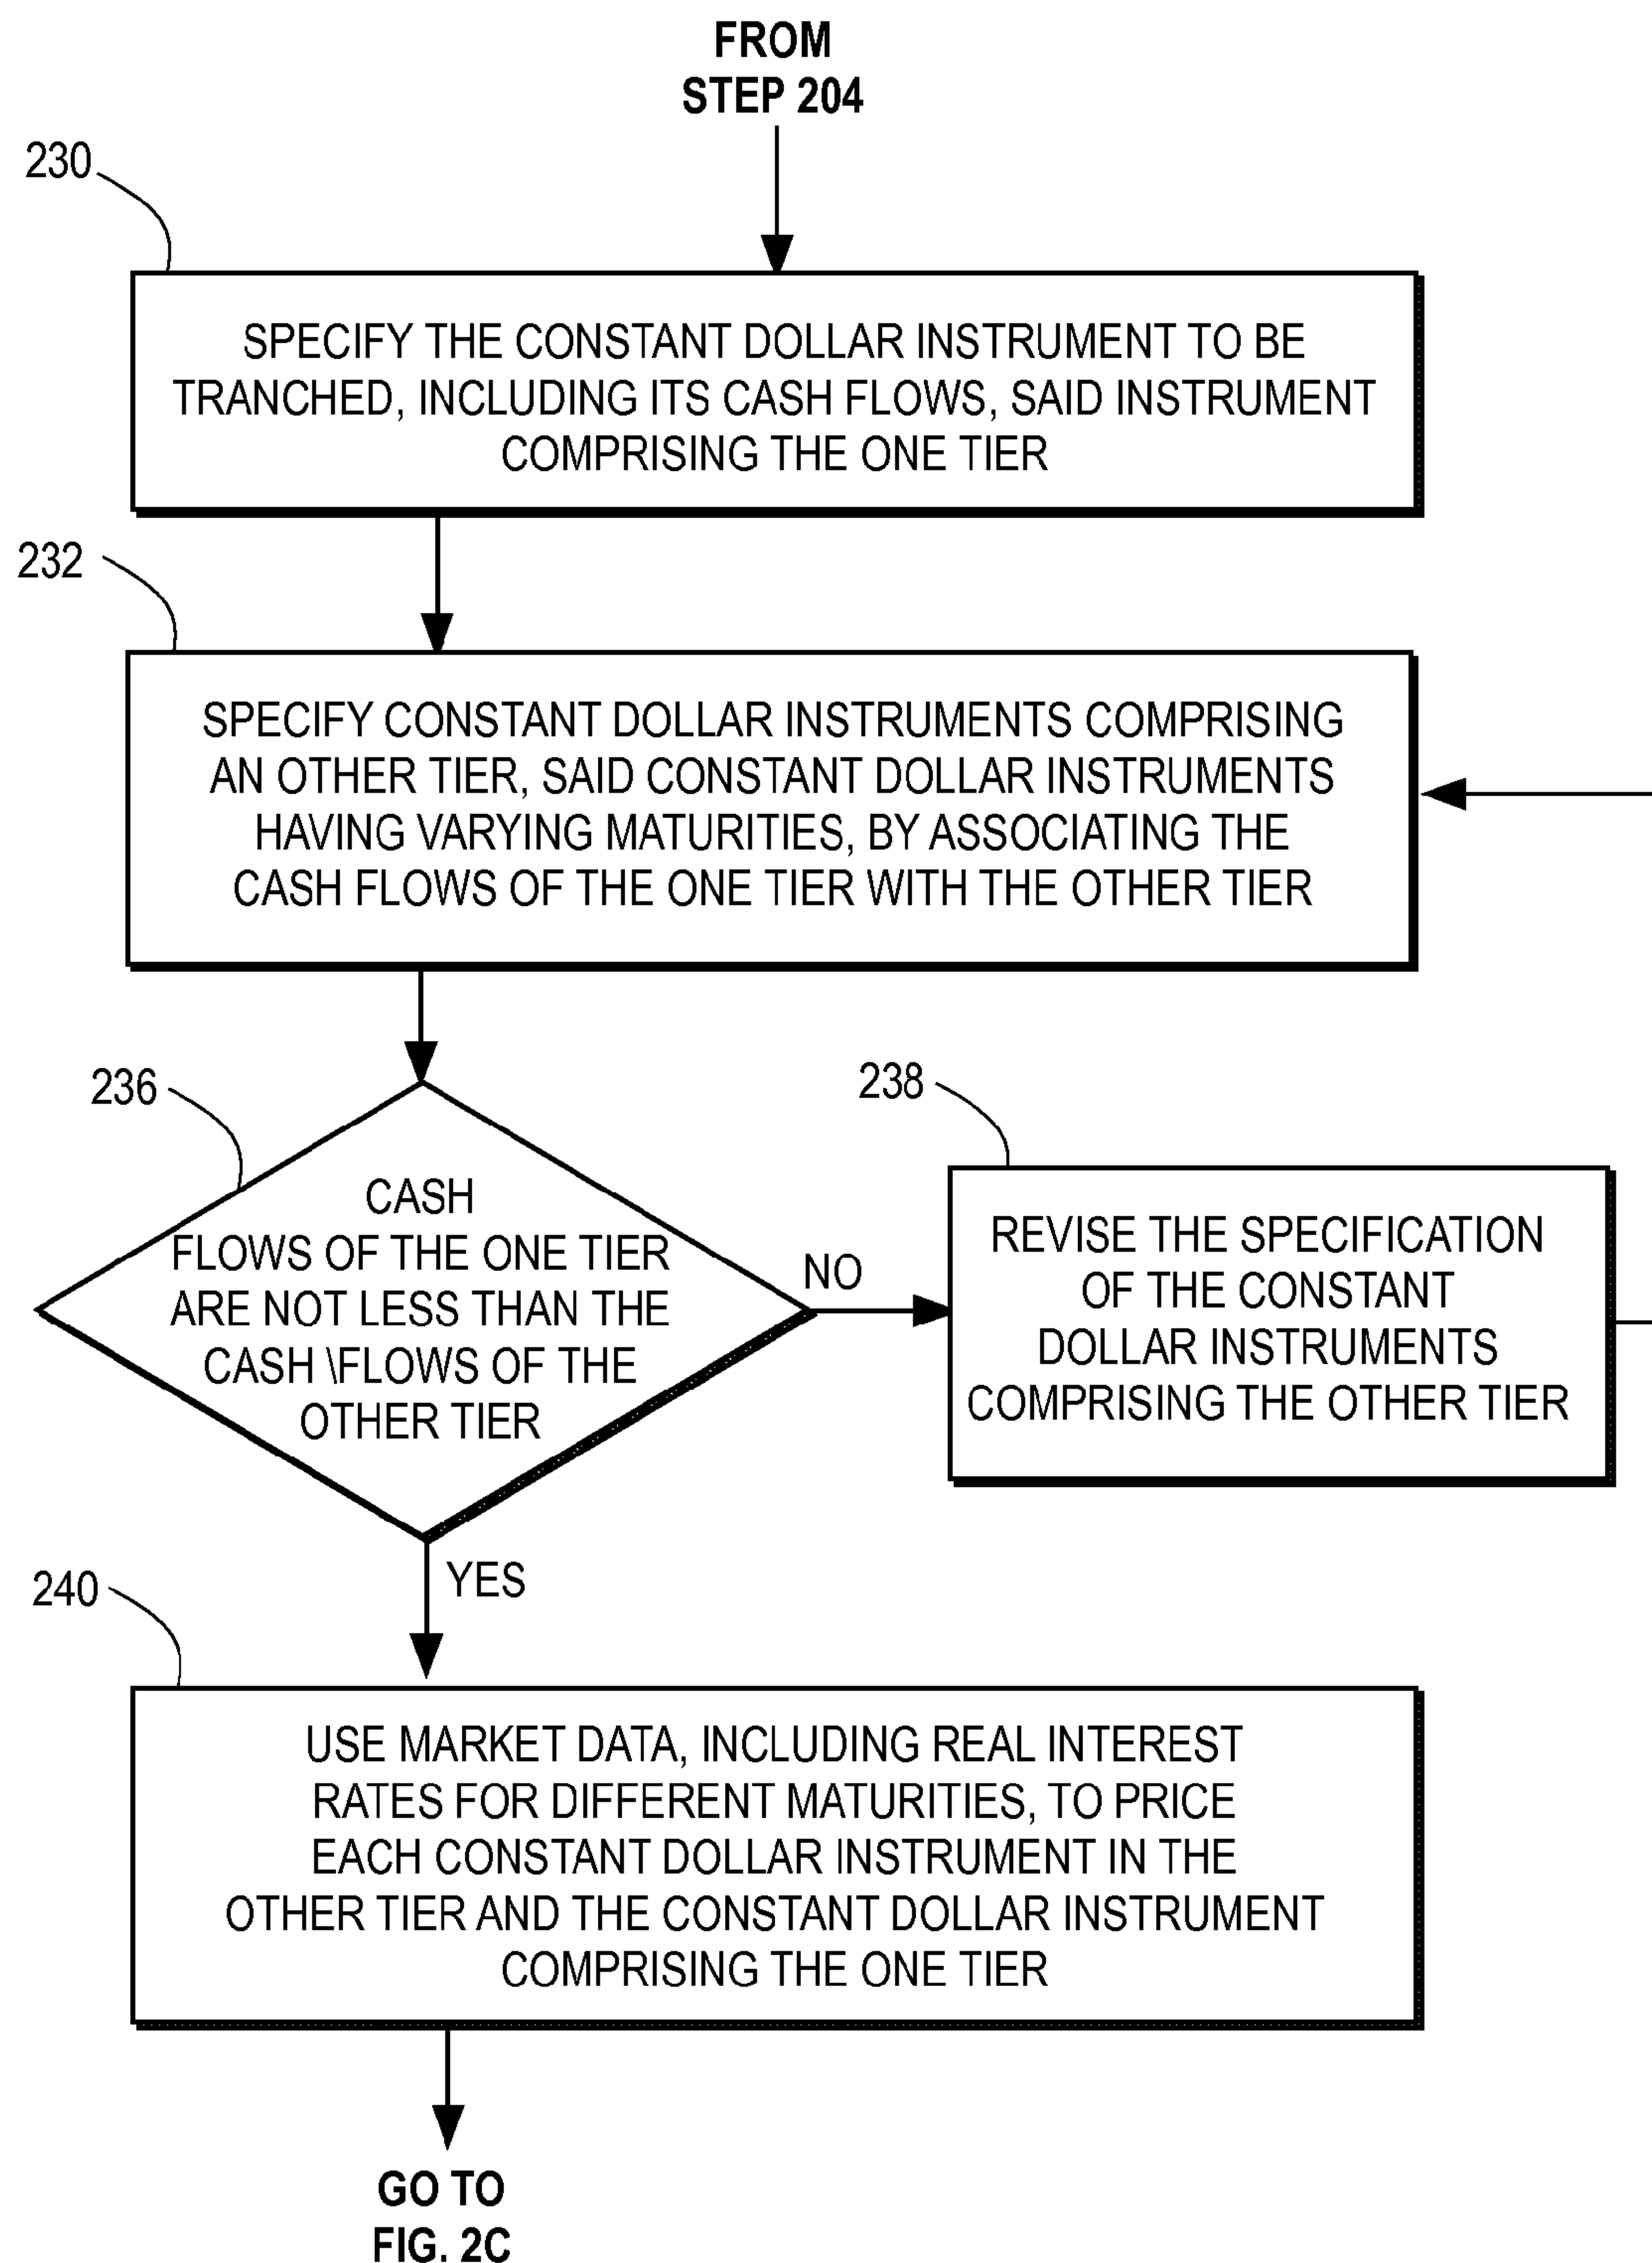 FROM
STEP 204
230
SPECIFY THE CONSTANT DOLLAR INSTRUMENT TO BE
TRANCHED, INCLUDING ITS CASH FLOWS, SAID INSTRUMENT
COMPRISING THE ONE TIER
232
SPECIFY CONSTANT DOLLAR INSTRUMENTS COMPRISING
AN OTHER TIER, SAID CONSTANT DOLLAR INSTRUMENTS
HAVING VARYING MATURITIES, BY ASSOCIATING THE
CASH FLOWS OF THE ONE TIER WITH THE OTHER TIER
236
CASH
FLOWS OF THE ONE TIER
ARE NOT LESS THAN THE
CASH \FLOWS OF THE
OTHER TIER
NO
238
REVISE THE SPECIFICATION
OF THE CONSTANT
DOLLAR INSTRUMENTS
COMPRISING THE OTHER TIER
YES
240
USE MARKET DATA, INCLUDING REAL INTEREST
RATES FOR DIFFERENT MATURITIES, TO PRICE
EACH CONSTANT DOLLAR INSTRUMENT IN THE
OTHER TIER AND THE CONSTANT DOLLAR INSTRUMENT
COMPRISING THE ONE TIER
GO TO
FIG. 2C